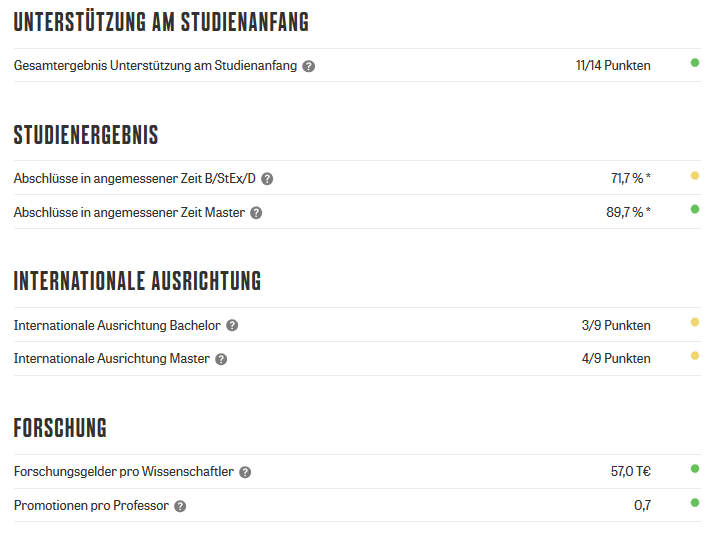 UNTERSTÜTZUNG AM STUDIENANFANG
Gesamtergebnis Unterstützung am Studienanfang ? 11/14 Punkten
STUDIENERGEBNIS
Abschlüsse in angemessener Zeit B/StEx/D ? 71,7 % *
Abschlüsse in angemessener Zeit Master ? 89,7 % *
INTERNATIONALE AUSRICHTUNG
Internationale Ausrichtung Bachelor ? 3/9 Punkten
Internationale Ausrichtung Master ? 4/9 Punkten
FORSCHUNG
Forschungsgelder pro Wissenschaftler ? 57,0 T€
Promotionen pro Professor ? 0,7